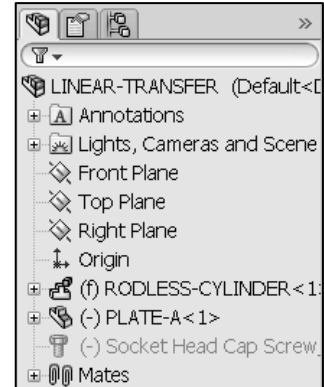 »
LINEAR-TRANSFER (Default<D
A Annotations
Lights, Cameras and Scene
Front Plane
Top Plane
Right Plane
Origin
(f) RODLESS-CYLINDER<1>
(-) PLATE-A<1>
(-) Socket Head Cap Screw_
Mates